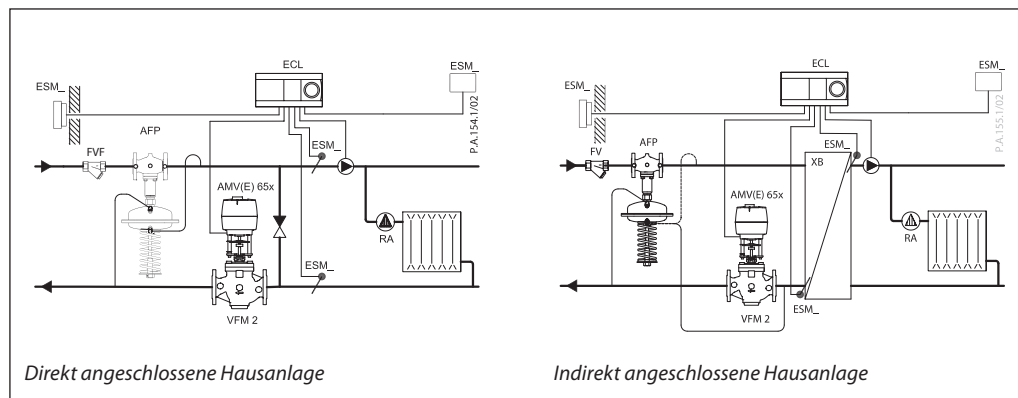 ECL
ESM_
ESM_
P.A.154.1/02
AFP
FVF
ESM_
AMV(E) 65x
RA
ESM_
VFM 2
Direkt angeschlossene Hausanlage
ECL
ESM_
ESM_
P.A.155.1/02
FV
AFP
ESM_
XB
AMV(E) 65x
RA
ESM_
VFM 2
Indirekt angeschlossene Hausanlage